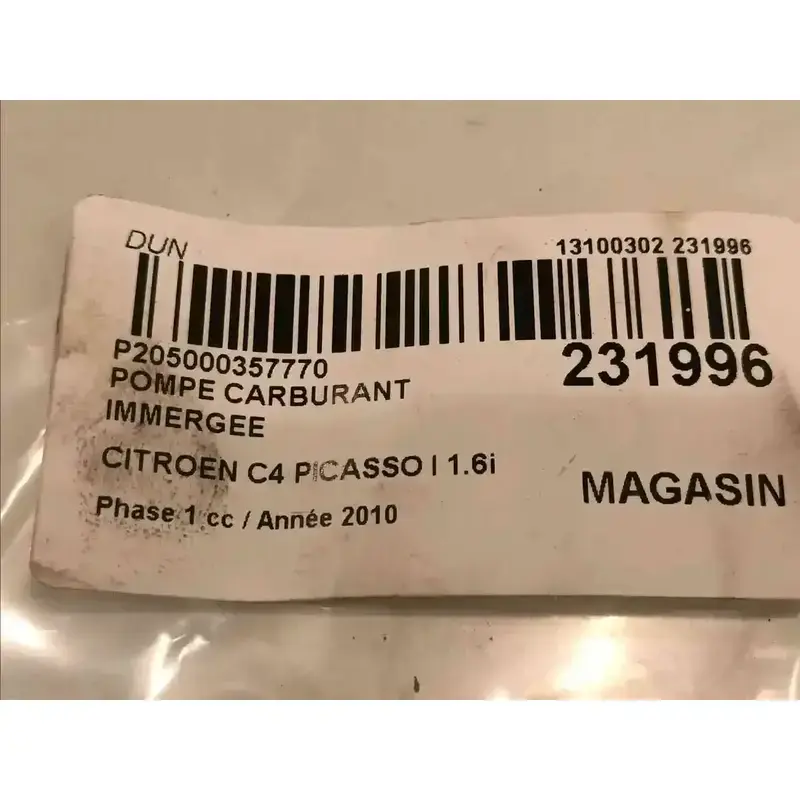 DUN
13100302 231996
P205000357770
231996
POMPE CARBURANT
IMMERGEE
CITROEN C4 PICASSO I 1.6i
MAGASIN
Phase 1 cc / Année 2010